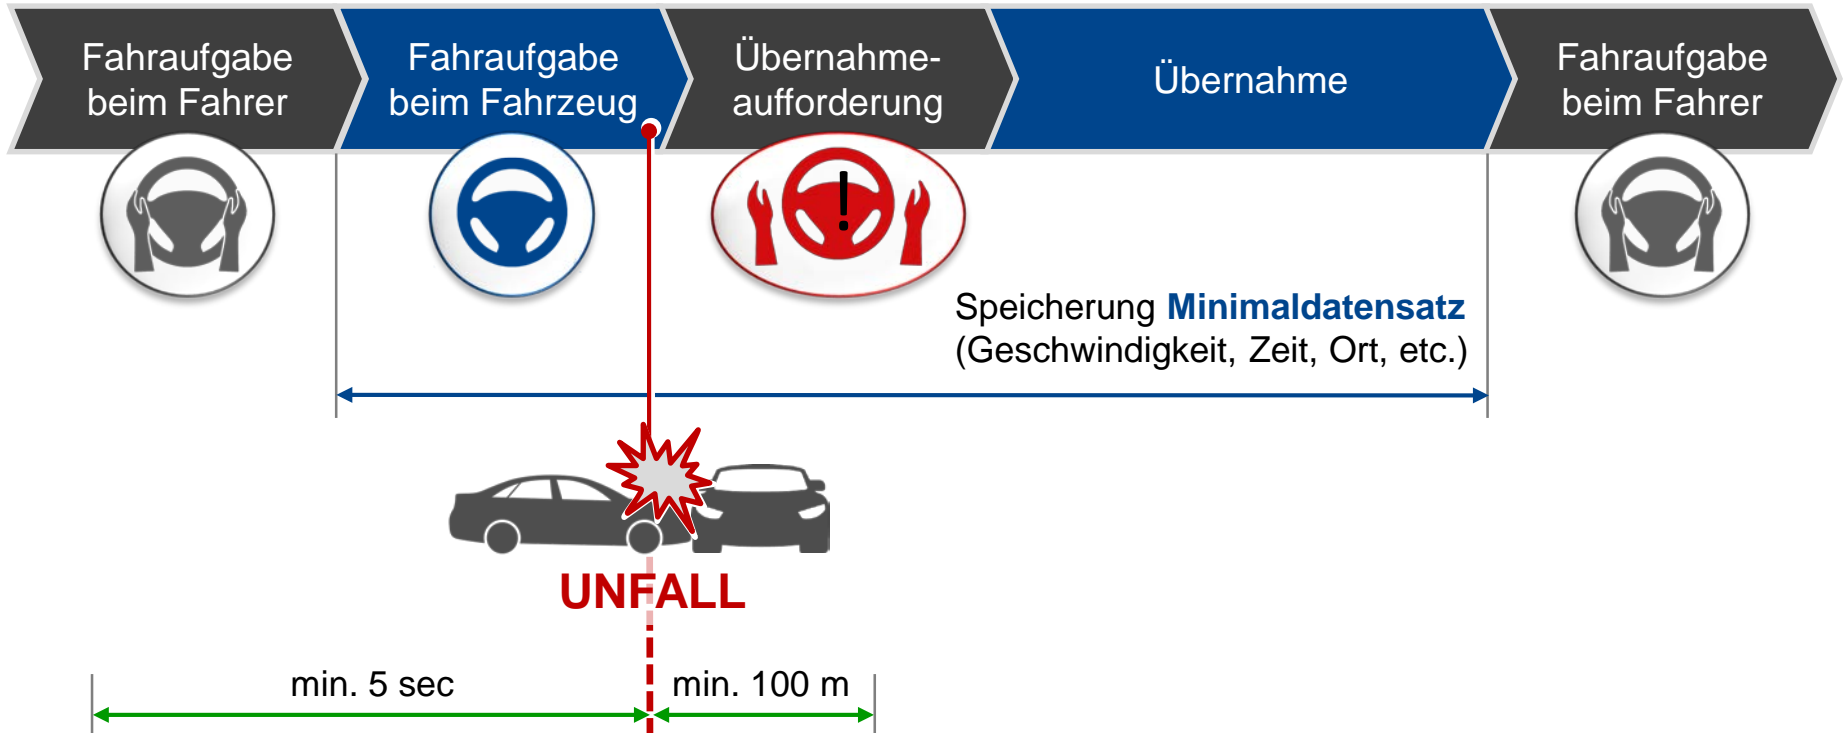 Fahraufgabe
beim Fahrer
Fahraufgabe
beim Fahrzeug
Übernahme-
aufforderung
Übernahme
Fahraufgabe
beim Fahrer
!
Speicherung Minimaldatensatz
(Geschwindigkeit, Zeit, Ort, etc.)
UNFALL
min. 5 sec
min. 100 m